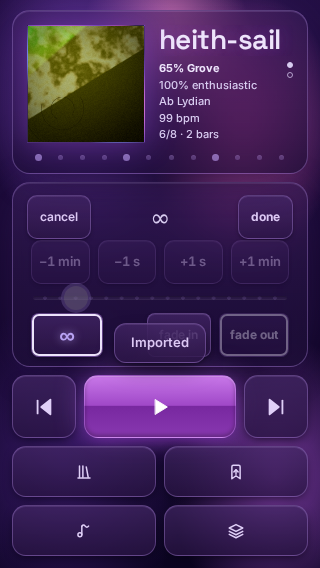 heith-sail
65% Grove
100% enthusiastic
Ab Lydian
99 bpm
6/8 · 2 bars
cancel
∞
done
−1 min
−1 s
+1 s
+1 min
∞
fade in
fade out
Imported